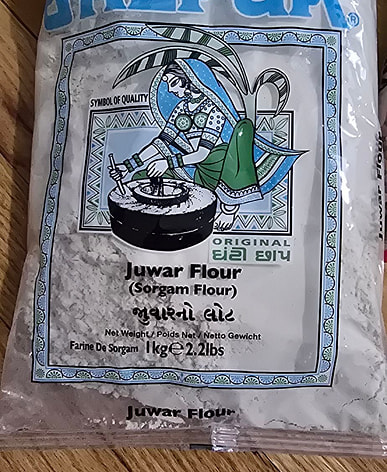 ®
SYMBOL OF QUALITY
ORIGINAL
ઘંટી છાપ
Juwar Flour
(Sorgam Flour)
જુવારનો લોટ
Net Weight / Poids Net / Netto Gewicht
Farine De Sorgam 1kg e 2.2lbs
Juwar Flour